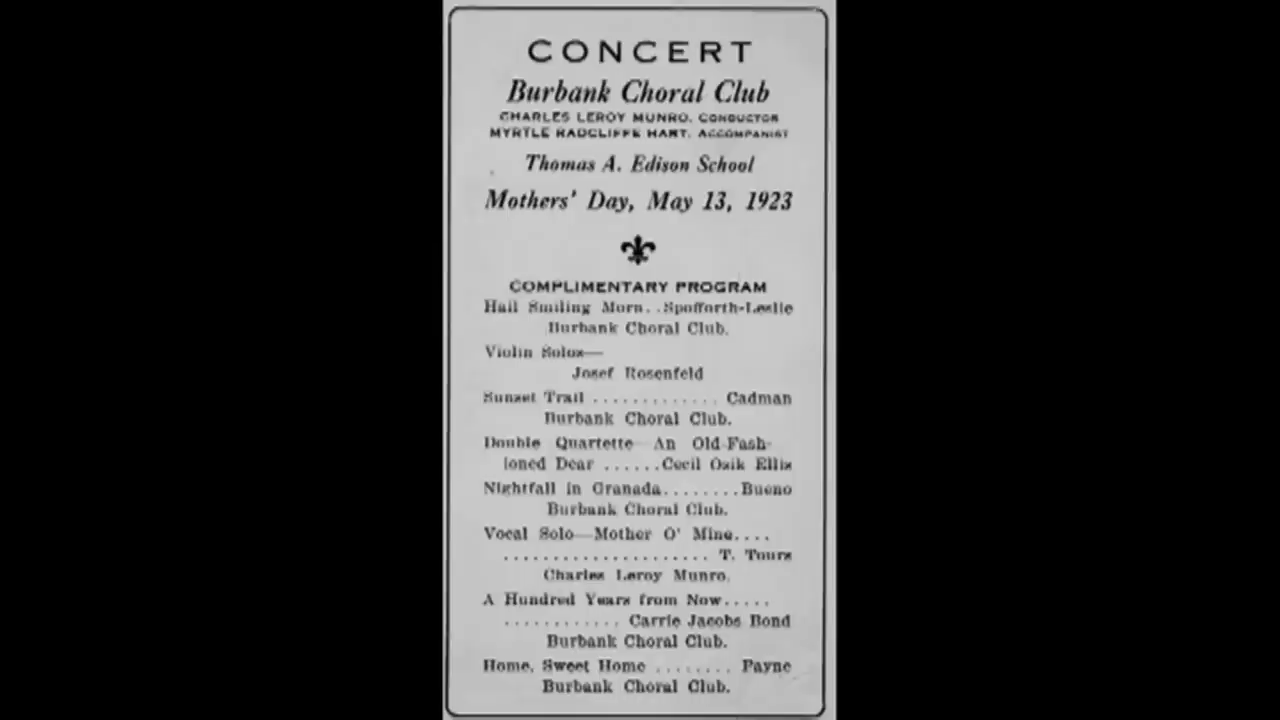 CONCERT
Burbank Choral Club
CHARLES LEROY MUNRO, CONDUCTOR
MYRTLE RADCLIFFE HART, ACCOMPANIST
Thomas A. Edison School
Mothers' Day, May 13, 1923
COMPLIMENTARY PROGRAM
Hail Smiling Morn..Spofforth-Leslie
Burbank Choral Club.
Violin Solos—
Josef Rosenfeld
Sunset Trail ............. Cadman
Burbank Choral Club.
Double Quartette—An Old-Fash-
ioned Dear ......Cecil Osik Ellis
Nightfall in Granada........Bueno
Burbank Choral Club.
Vocal Solo—Mother O' Mine....
..................... T. Tours
Charles Leroy Munro.
A Hundred Years from Now.....
............ Carrie Jacobs Bond
Burbank Choral Club.
Home, Sweet Home ........ Payne
Burbank Choral Club.